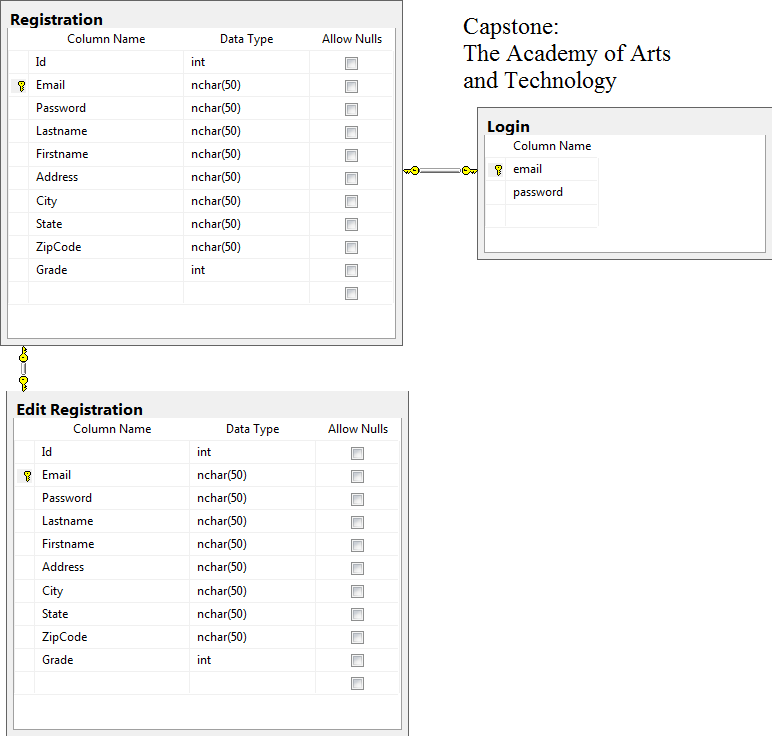 Registration
Column Name Data Type Allow Nulls
Id int
Email nchar(50)
Password nchar(50)
Lastname nchar(50)
Firstname nchar(50)
Address nchar(50)
City nchar(50)
State nchar(50)
ZipCode nchar(50)
Grade int
Capstone:
The Academy of Arts
and Technology
Login
Column Name
email
password
Edit Registration
Column Name Data Type Allow Nulls
Id int
Email nchar(50)
Password nchar(50)
Lastname nchar(50)
Firstname nchar(50)
Address nchar(50)
City nchar(50)
State nchar(50)
ZipCode nchar(50)
Grade int